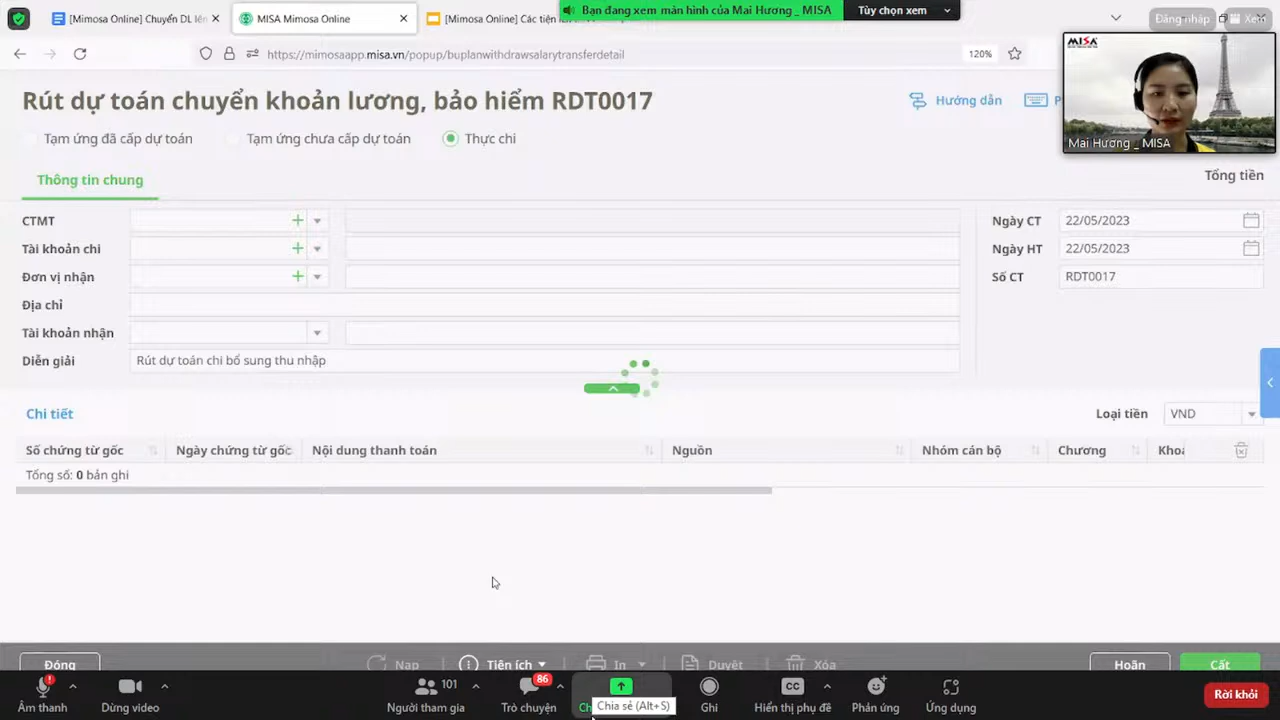 [Mimosa Online] Chuyển DL lên
MISA Mimosa Online
[Mimosa Online] Các tiện
Bạn đang xem màn hình của Mai Hương _ MISA
Tùy chọn xem
Đăng nhập
Xem
https://mimosaapp.misa.vn/popup/buplanwithdrawsalarytransferdetail
120%
Rút dự toán chuyển khoản lương, bảo hiểm RDT0017
Hướng dẫn
MISA
Mai Hương _ MISA
Tạm ứng đã cấp dự toán
Tạm ứng chưa cấp dự toán
Thực chi
Thông tin chung
Tổng tiền
CTMT
Ngày CT
22/05/2023
Tài khoản chi
Ngày HT
22/05/2023
Đơn vị nhận
Số CT
RDT0017
Địa chỉ
Tài khoản nhận
Diễn giải
Rút dự toán chi bổ sung thu nhập
Chi tiết
Loại tiền
VND
Số chứng từ gốc
Ngày chứng từ gốc
Nội dung thanh toán
Nguồn
Nhóm cán bộ
Chương
Khoả
Tổng số: 0 bản ghi
Đóng
Nạp
Tiện ích
In
Duyệt
Xóa
Hoãn
Cất
101
86
CC
Âm thanh
Dừng video
Người tham gia
Trò chuyện
Chia sẻ (Alt+S)
Ghi
Hiển thị phụ đề
Phản ứng
Ứng dụng
Rời khỏi